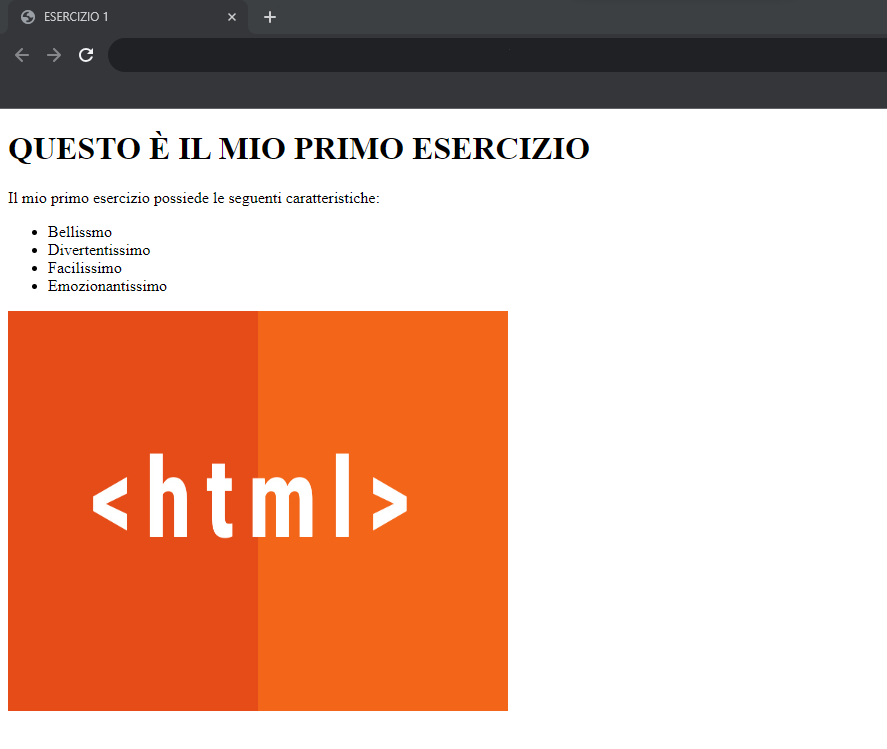 ESERCIZIO 1
QUESTO È IL MIO PRIMO ESERCIZIO
Il mio primo esercizio possiede le seguenti caratteristiche:
Bellissmo
Divertentissimo
Facilissimo
Emozionantissimo
<html>